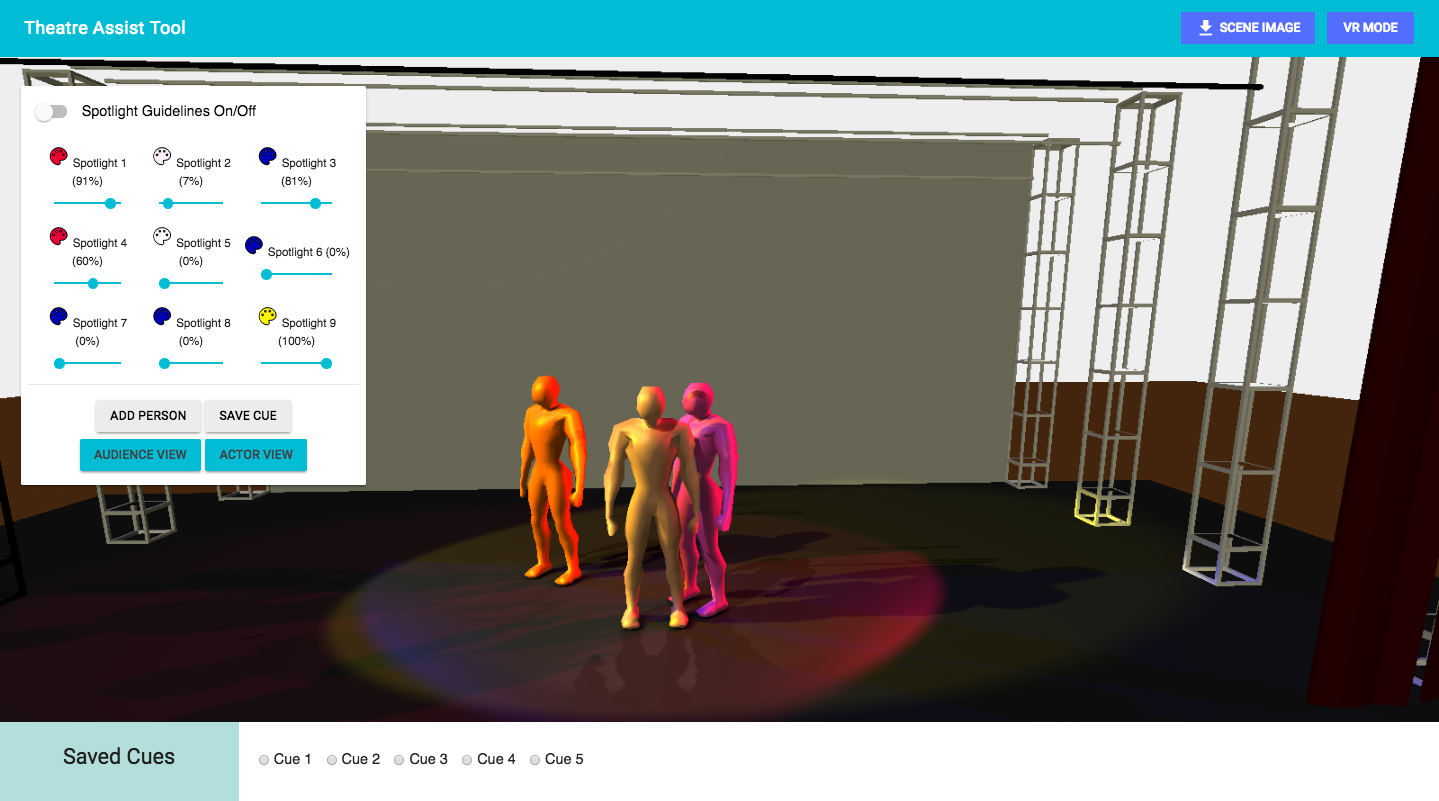 Theatre Assist Tool
SCENE IMAGE
VR MODE
Spotlight Guidelines On/Off
Spotlight 1
(91%)
Spotlight 2
(7%)
Spotlight 3
(81%)
Spotlight 4
(60%)
Spotlight 5
(0%)
Spotlight 6 (0%)
Spotlight 7
(0%)
Spotlight 8
(0%)
Spotlight 9
(100%)
ADD PERSON
SAVE CUE
AUDIENCE VIEW
ACTOR VIEW
Saved Cues
Cue 1
Cue 2
Cue 3
Cue 4
Cue 5